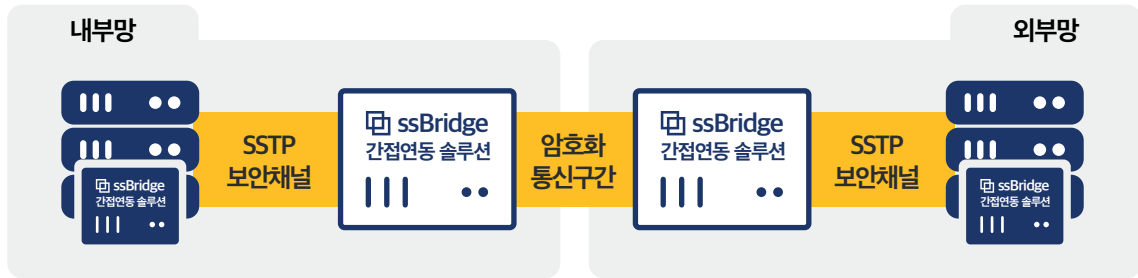 내부망
외부망
ssBridge
간접연동 솔루션
SSTP
보안채널
ssBridge
간접연동 솔루션
암호화
통신구간
ssBridge
간접연동 솔루션
SSTP
보안채널
ssBridge
간접연동 솔루션